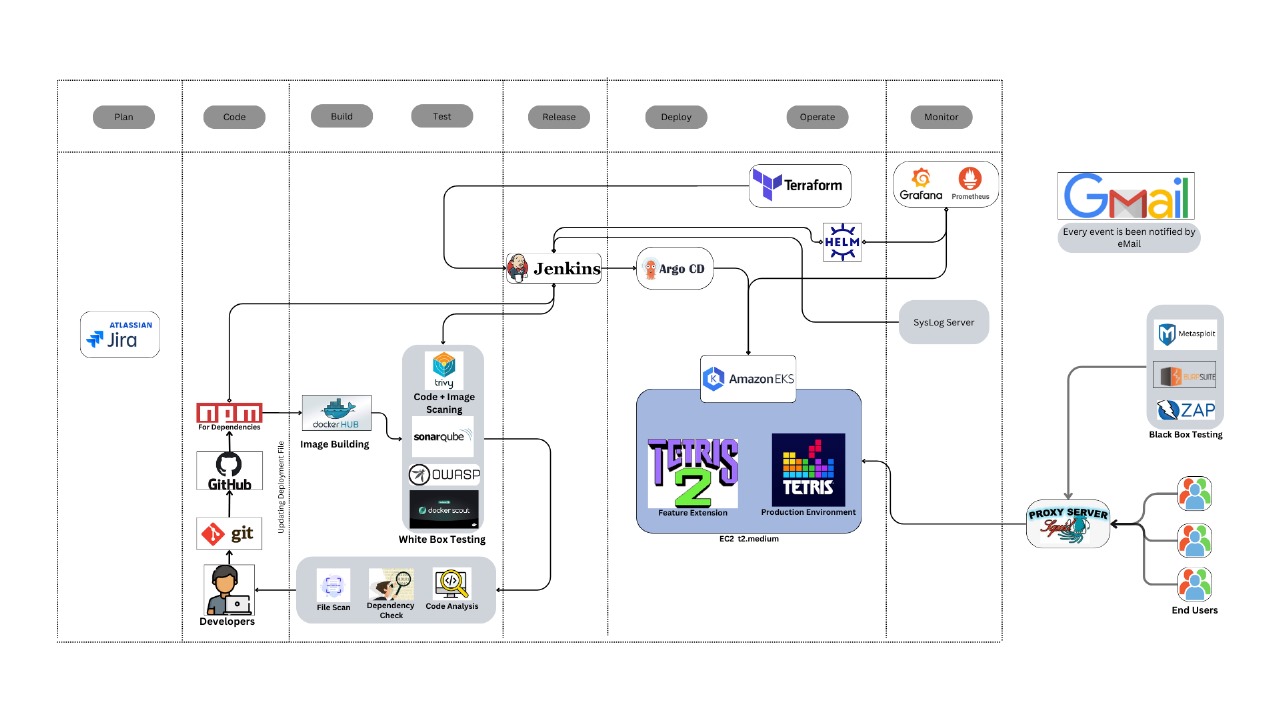 Plan
Code
Build
Test
Release
Deploy
Operate
Monitor
Terraform
Grafana
Prometheus
Gmail
Every event is been notified by
eMail
HELM
Jenkins
Argo CD
SysLog Server
ATLASSIAN
Jira
Metasploit
BURPSUITE
ZAP
Black Box Testing
trivy
Code + Image
Scaning
Amazon EKS
npm
For Dependencies
docker HUB
Image Building
sonarqube
OWASP
docker scout
White Box Testing
TETRIS
2
Feature Extension
TETRIS
Production Environment
EC2 t2.medium
GitHub
Updating Deployment File
git
PROXY SERVER
Squid
File Scan
Dependency
Check
Code Analysis
Developers
End Users